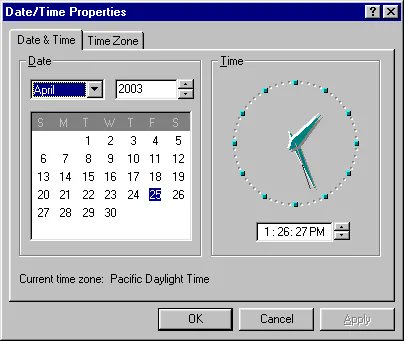 Date/Time Properties
Date & Time
Time Zone
Date
April
2003
S M T W T F S
1 2 3 4 5
6 7 8 9 10 11 12
13 14 15 16 17 18 19
20 21 22 23 24 25 26
27 28 29 30
Time
1:26:27 PM
Current time zone: Pacific Daylight Time
OK
Cancel
Apply